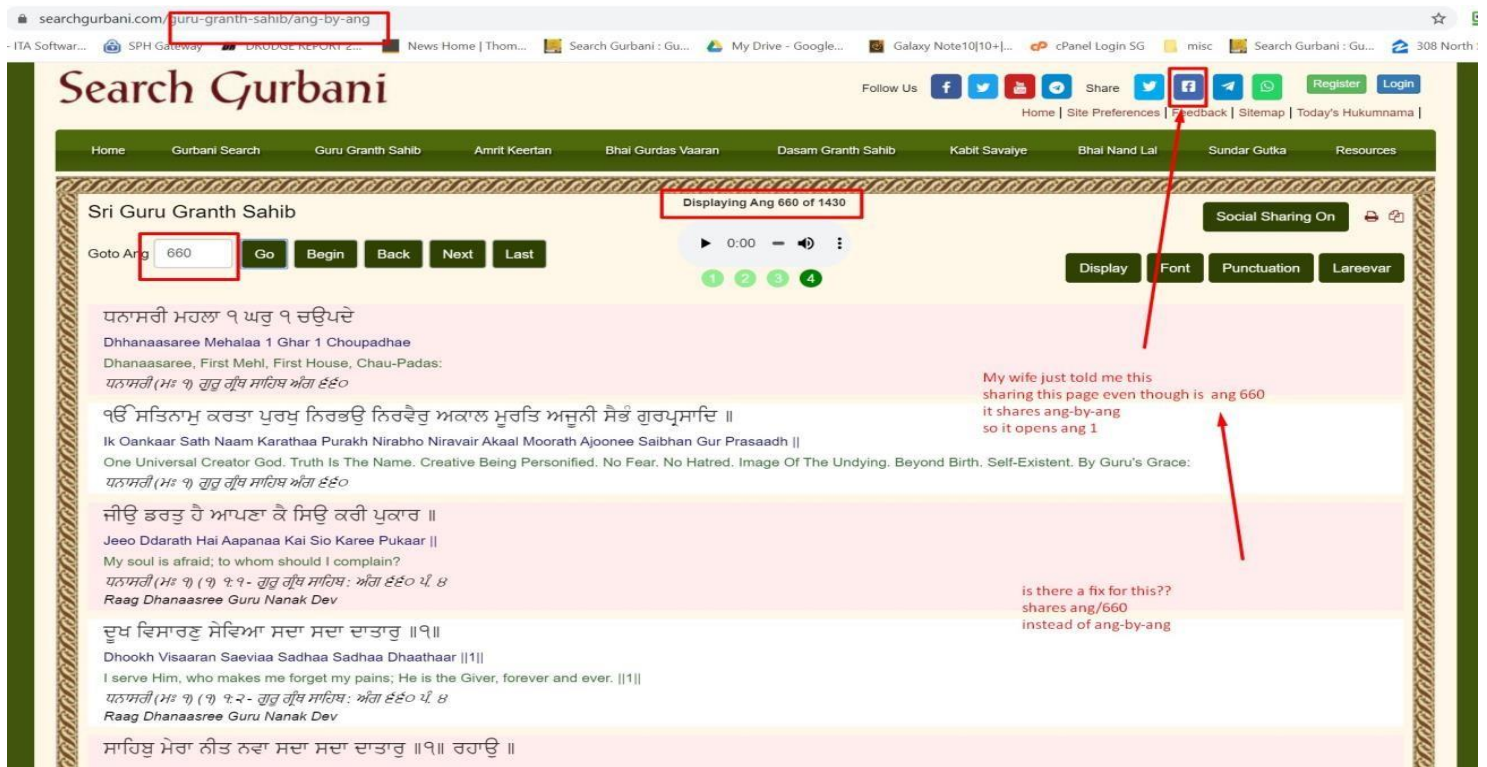 searchgurbani.com/guru-granth-sahib/ang-by-ang
- ITA Softwar... SPH Gateway DRUDGE REPORT 2... News Home | Thom... Search Gurbani : Gu... My Drive - Google... Galaxy Note10|10+|... cPanel Login SG misc Search Gurbani : Gu... 308 North
Search Gurbani
Follow Us Share Register Login
Home | Site Preferences | Feedback | Sitemap | Today's Hukumnama |
Home Gurbani Search Guru Granth Sahib Amrit Keertan Bhai Gurdas Vaaran Dasam Granth Sahib Kabit Savaiye Bhai Nand Lal Sundar Gutka Resources
Sri Guru Granth Sahib
Displaying Ang 660 of 1430
Social Sharing On
Goto Ang 660 Go Begin Back Next Last
0:00
1 2 3 4
Display Font Punctuation Lareevar
ਧਨਾਸਰੀ ਮਹਲਾ ੧ ਘਰੁ ੧ ਚਉਪਦੇ
Dhhanaasaree Mehalaa 1 Ghar 1 Choupadhae
Dhanaasaree, First Mehl, First House, Chau-Padas:
ਧਨਾਸਰੀ (ਮਃ ੧) ਗੁਰੂ ਗ੍ਰੰਥ ਸਾਹਿਬ ਅੰਗ ੬੬੦
My wife just told me this
sharing this page even though is ang 660
it shares ang-by-ang
so it opens ang 1
ੴ ਸਤਿਨਾਮੁ ਕਰਤਾ ਪੁਰਖੁ ਨਿਰਭਉ ਨਿਰਵੈਰੁ ਅਕਾਲ ਮੂਰਤਿ ਅਜੂਨੀ ਸੈਭੰ ਗੁਰਪ੍ਰਸਾਦਿ ॥
Ik Oankaar Sath Naam Karathaa Purakh Nirabho Niravair Akaal Moorath Ajoonee Saibhan Gur Prasaadh ||
One Universal Creator God. Truth Is The Name. Creative Being Personified. No Fear. No Hatred. Image Of The Undying. Beyond Birth. Self-Existent. By Guru's Grace:
ਧਨਾਸਰੀ (ਮਃ ੧) ਗੁਰੂ ਗ੍ਰੰਥ ਸਾਹਿਬ ਅੰਗ ੬੬੦
ਜੀਉ ਡਰਤੁ ਹੈ ਆਪਣਾ ਕੈ ਸਿਉ ਕਰੀ ਪੁਕਾਰ ॥
Jeeo Ddarath Hai Aapanaa Kai Sio Karee Pukaar ||
My soul is afraid; to whom should I complain?
ਧਨਾਸਰੀ (ਮਃ ੧) (੧) ੧:੧ - ਗੁਰੂ ਗ੍ਰੰਥ ਸਾਹਿਬ : ਅੰਗ ੬੬੦ ਪੰ. ੪
Raag Dhanaasree Guru Nanak Dev
is there a fix for this??
shares ang/660
instead of ang-by-ang
ਦੂਖ ਵਿਸਾਰਣੁ ਸੇਵਿਆ ਸਦਾ ਸਦਾ ਦਾਤਾਰੁ ॥੧॥
Dhookh Visaaran Saeviaa Sadhaa Sadhaa Dhaathaar ||1||
I serve Him, who makes me forget my pains; He is the Giver, forever and ever. ||1||
ਧਨਾਸਰੀ (ਮਃ ੧) (੧) ੧:੨ - ਗੁਰੂ ਗ੍ਰੰਥ ਸਾਹਿਬ : ਅੰਗ ੬੬੦ ਪੰ. ੪
Raag Dhanaasree Guru Nanak Dev
ਸਾਹਿਬੁ ਮੇਰਾ ਨੀਤ ਨਵਾ ਸਦਾ ਸਦਾ ਦਾਤਾਰੁ ॥੧॥ ਰਹਾਉ ॥